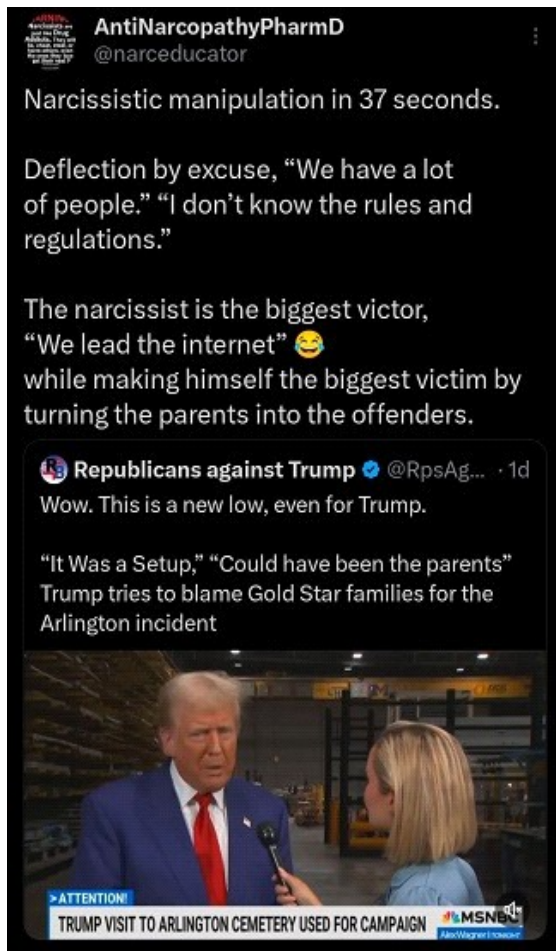 AntiNarcopathyPharmD
@narceducator
Narcissistic manipulation in 37 seconds.
Deflection by excuse, “We have a lot
of people.” “I don’t know the rules and
regulations.”
The narcissist is the biggest victor,
“We lead the internet” 😂
while making himself the biggest victim by
turning the parents into the offenders.
Republicans against Trump @RpsAg... · 1d
Wow. This is a new low, even for Trump.
“It Was a Setup,” “Could have been the parents”
Trump tries to blame Gold Star families for the
Arlington incident
>ATTENTION!
TRUMP VISIT TO ARLINGTON CEMETERY USED FOR CAMPAIGN
MSNBC